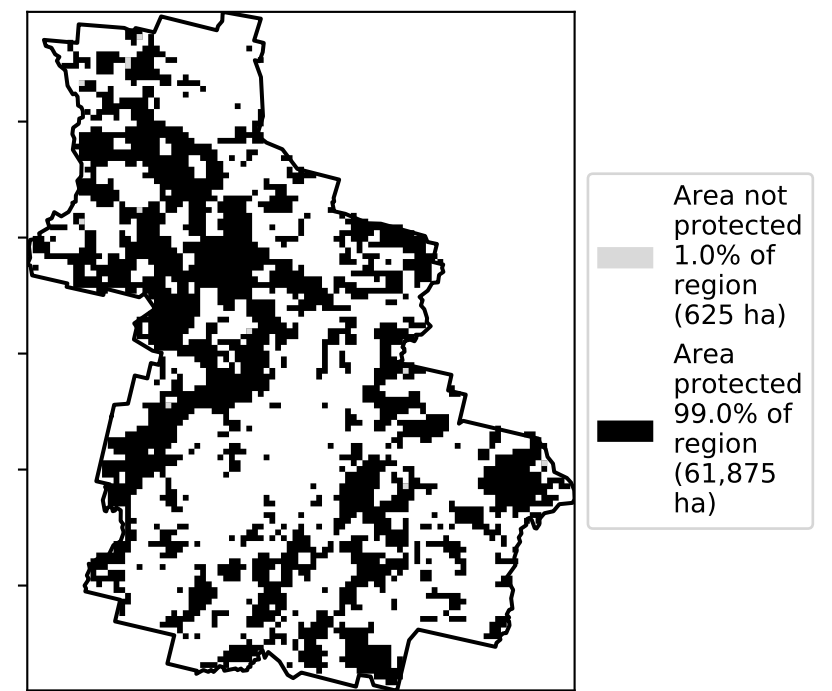 Area not
protected
1.0% of
region
(625 ha)
Area
protected
99.0% of
region
(61,875
ha)